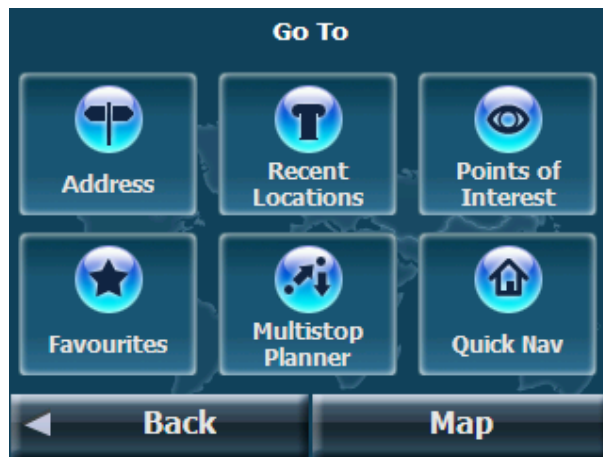 Go To
Address
Recent
Locations
Points of
Interest
Favourites
Multistop
Planner
Quick Nav
Back
Map